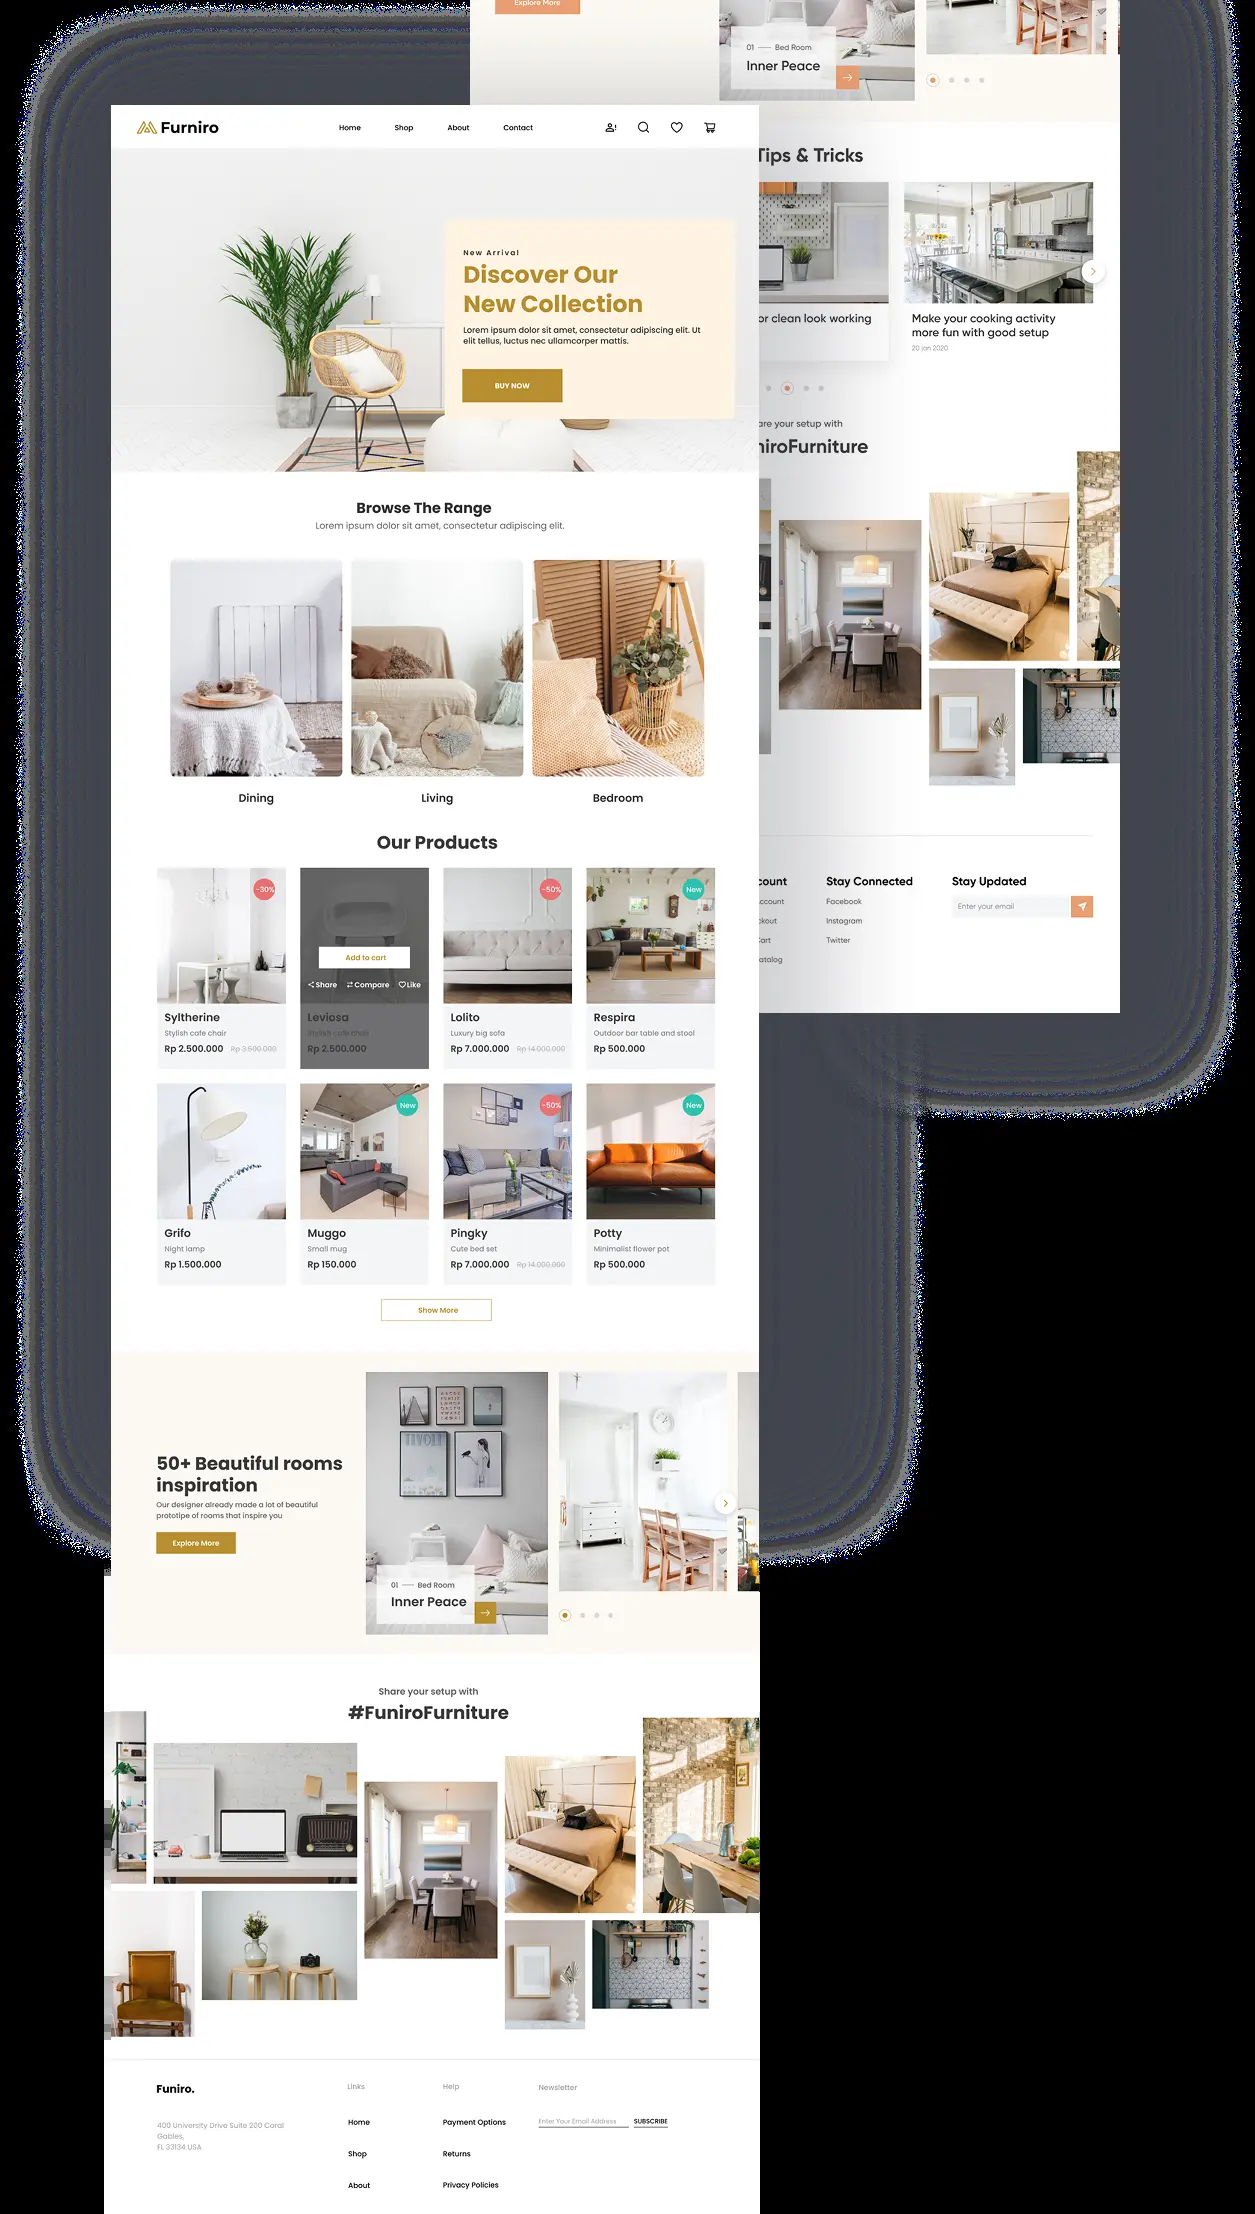 Explore More
01 Bed Room
Inner Peace
Tips & Tricks
or clean look working
Make your cooking activity
more fun with good setup
20 jan 2020
are your setup with
niroFurniture
count
Stay Connected
Stay Updated
Account
Facebook
Enter your email
ckout
Instagram
Cart
Twitter
atalog
Furniro
Home
Shop
About
Contact
New Arrival
Discover Our
New Collection
Lorem ipsum dolor sit amet, consectetur adipiscing elit. Ut
elit tellus, luctus nec ullamcorper mattis.
BUY NOW
Browse The Range
Lorem ipsum dolor sit amet, consectetur adipiscing elit.
Dining
Living
Bedroom
Our Products
-30%
Syltherine
Stylish cafe chair
Rp 2.500.000 Rp 3.500.000
Add to cart
Share
Compare
Like
Leviosa
Stylish cafe chair
Rp 2.500.000
-50%
Lolito
Luxury big sofa
Rp 7.000.000 Rp 14.000.000
New
Respira
Outdoor bar table and stool
Rp 500.000
Grifo
Night lamp
Rp 1.500.000
New
Muggo
Small mug
Rp 150.000
-50%
Pingky
Cute bed set
Rp 7.000.000 Rp 14.000.000
New
Potty
Minimalist flower pot
Rp 500.000
Show More
50+ Beautiful rooms
inspiration
Our designer already made a lot of beautiful
prototipe of rooms that inspire you
Explore More
TIVOLI
01 Bed Room
Inner Peace
Share your setup with
#FuniroFurniture
Funiro.
400 University Drive Suite 200 Coral
Gables,
FL 33134 USA
Links
Home
Shop
About
Help
Payment Options
Returns
Privacy Policies
Newsletter
Enter Your Email Address
SUBSCRIBE